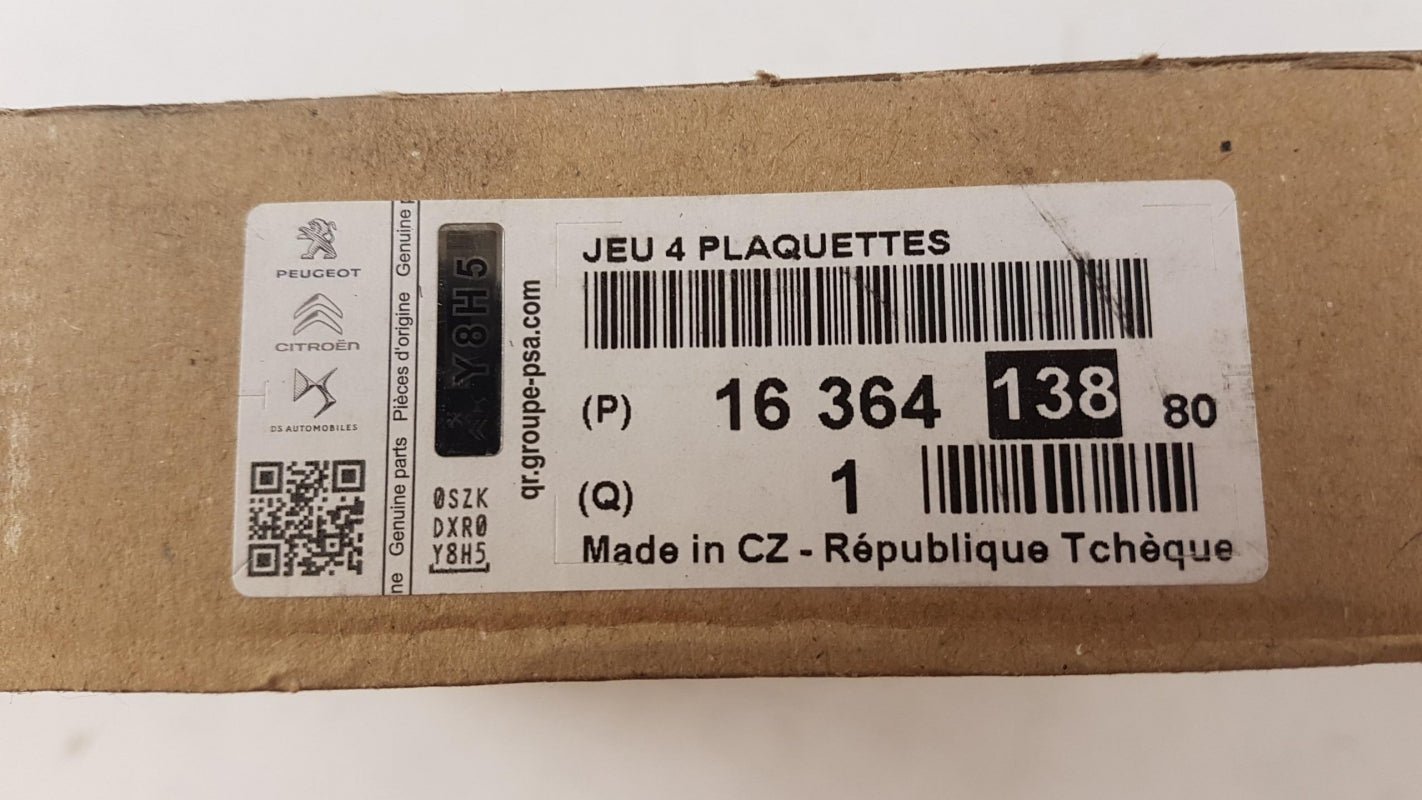 PEUGEOT
CITROËN
DS AUTOMOBILES
ne Genuine parts Pièces d'origine Genuine p
Y8H5
0SZK
DXR0
Y8H5
qr.groupe-psa.com
JEU 4 PLAQUETTES
(P) 16 364 138 80
(Q) 1
Made in CZ - République Tchèque